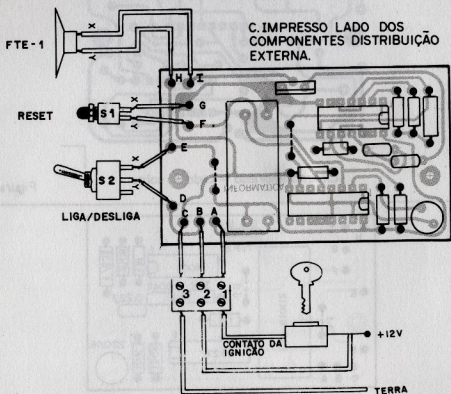 C. IMPRESSO LADO DOS
COMPONENTES DISTRIBUIÇÃO
EXTERNA.
FTE-1
X
Y
H I
RESET
S1
X
Y
G
F
E
S2
X
Y
LIGA/DESLIGA
D
C B A
3 2 1
CONTATO DA
IGNIÇÃO
+12V
TERRA